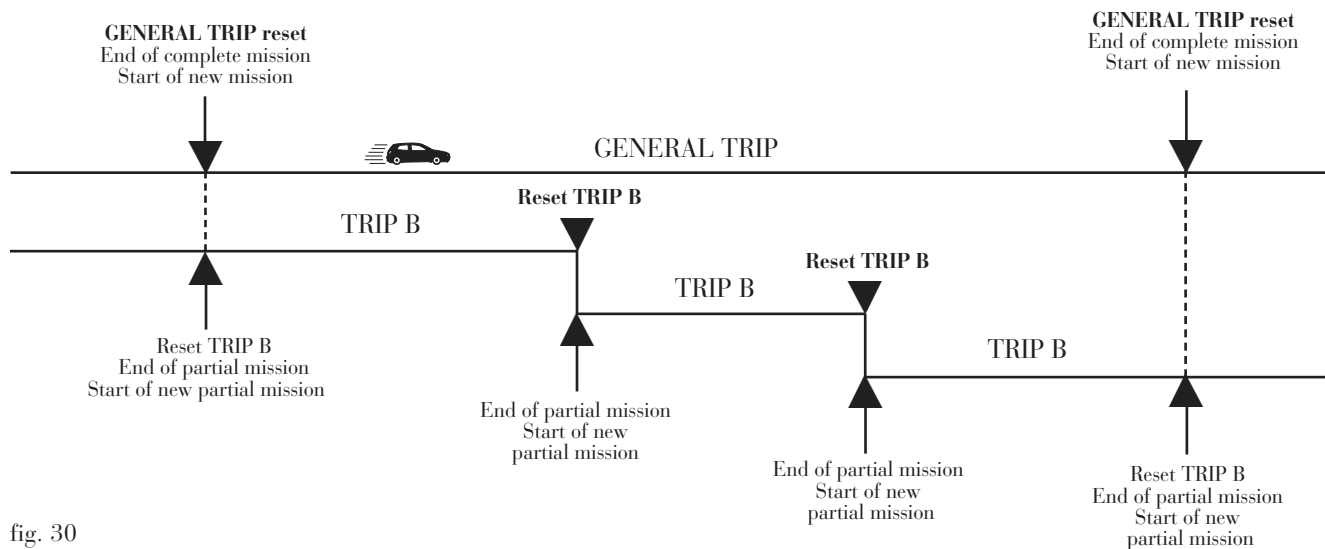 GENERAL TRIP reset
End of complete mission
Start of new mission
GENERAL TRIP reset
End of complete mission
Start of new mission
GENERAL TRIP
Reset TRIP B
TRIP B
Reset TRIP B
TRIP B
TRIP B
Reset TRIP B
End of partial mission
Start of new partial mission
End of partial mission
Start of new
partial mission
End of partial mission
Start of new
partial mission
Reset TRIP B
End of partial mission
Start of new
partial mission
fig. 30